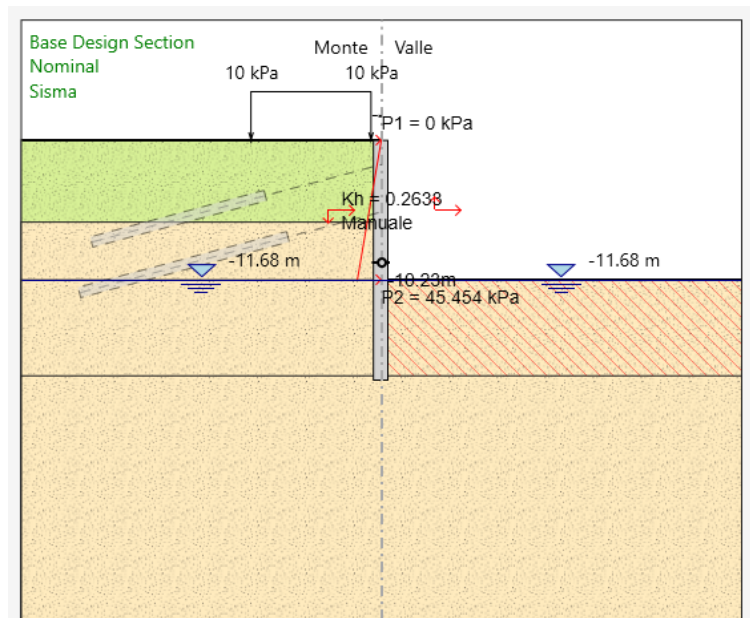 Base Design Section
Nominal
Sisma
Monte Valle
10 kPa 10 kPa
P1 = 0 kPa
Kh = 0.2638
Manuale
-11.68 m -11.68 m
-10.23m
P2 = 45.454 kPa